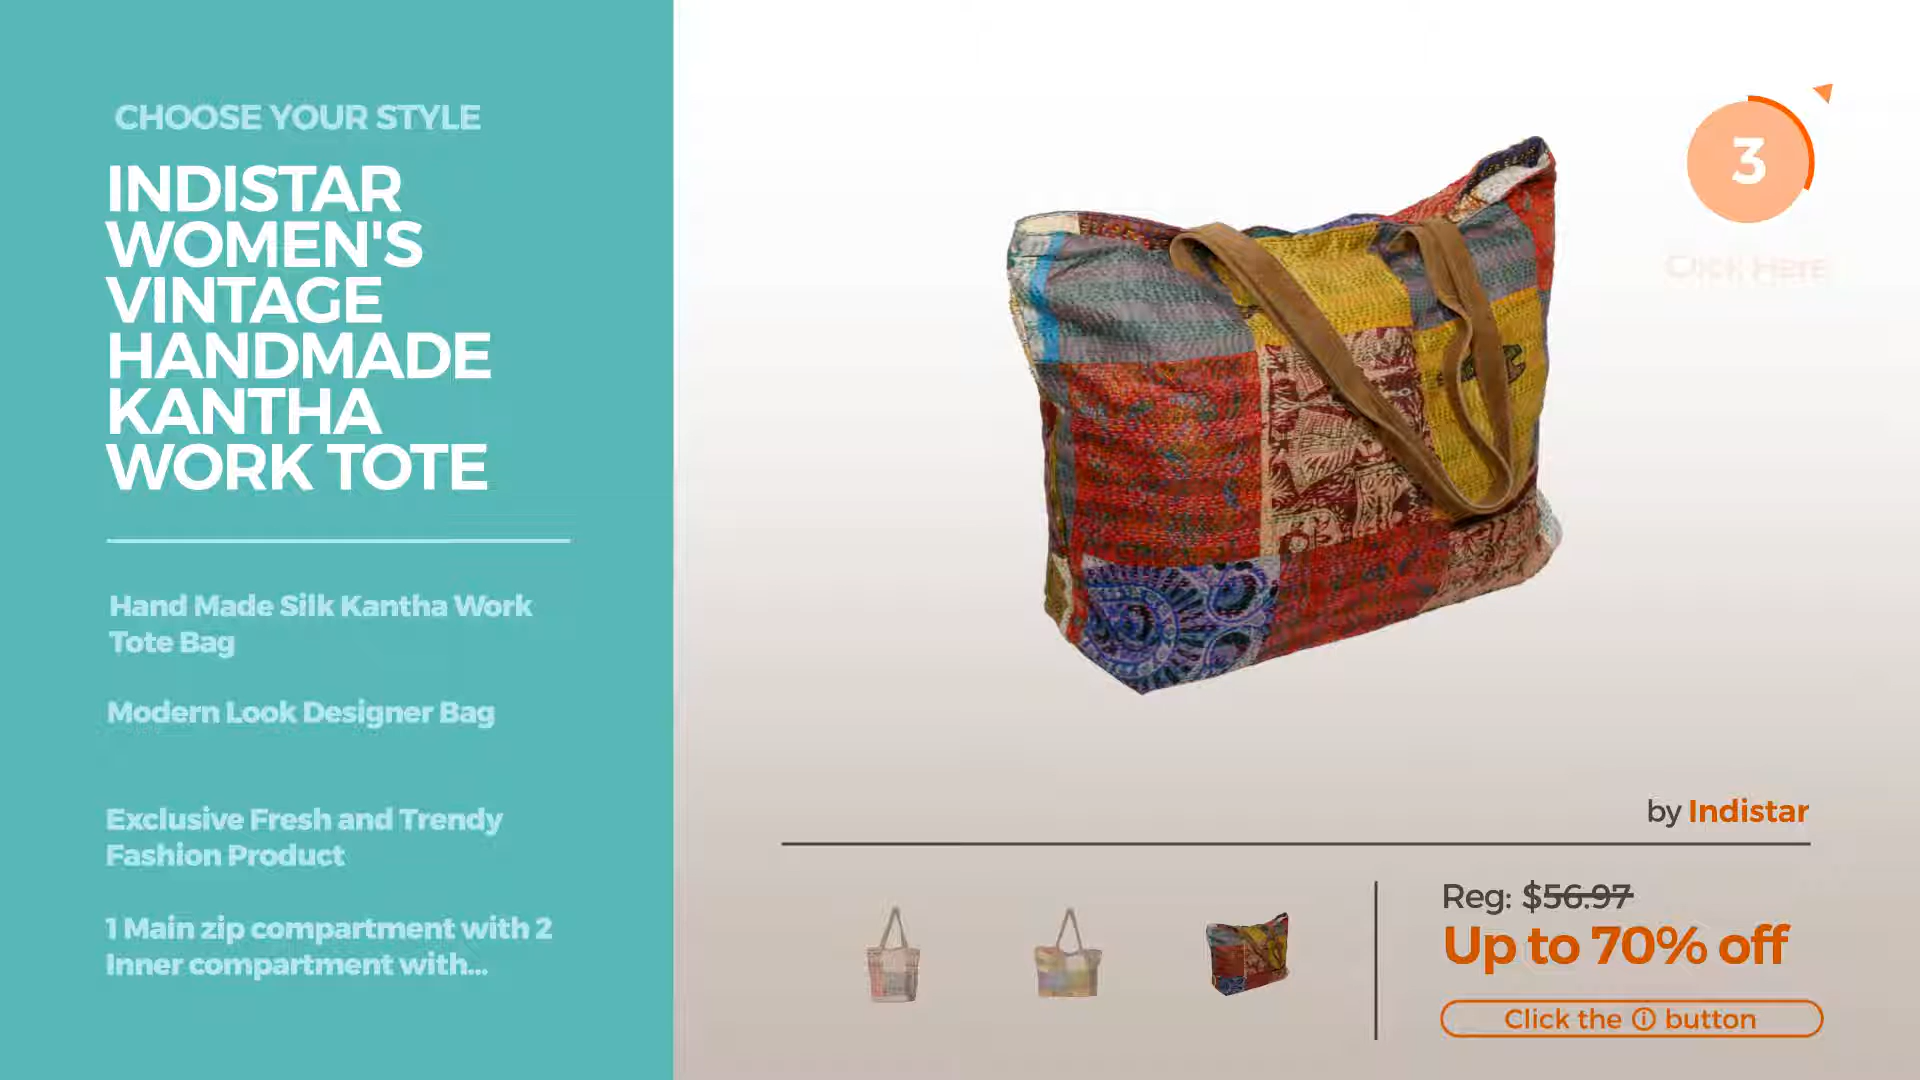 CHOOSE YOUR STYLE
INDISTAR
WOMEN'S
VINTAGE
HANDMADE
KANTHA
WORK TOTE
Hand Made Silk Kantha Work
Tote Bag
Modern Look Designer Bag
Exclusive Fresh and Trendy
Fashion Product
1 Main zip compartment with 2
Inner compartment with...
3
Click Here
by Indistar
Reg: $56.97
Up to 70% off
Click the ⓘ button